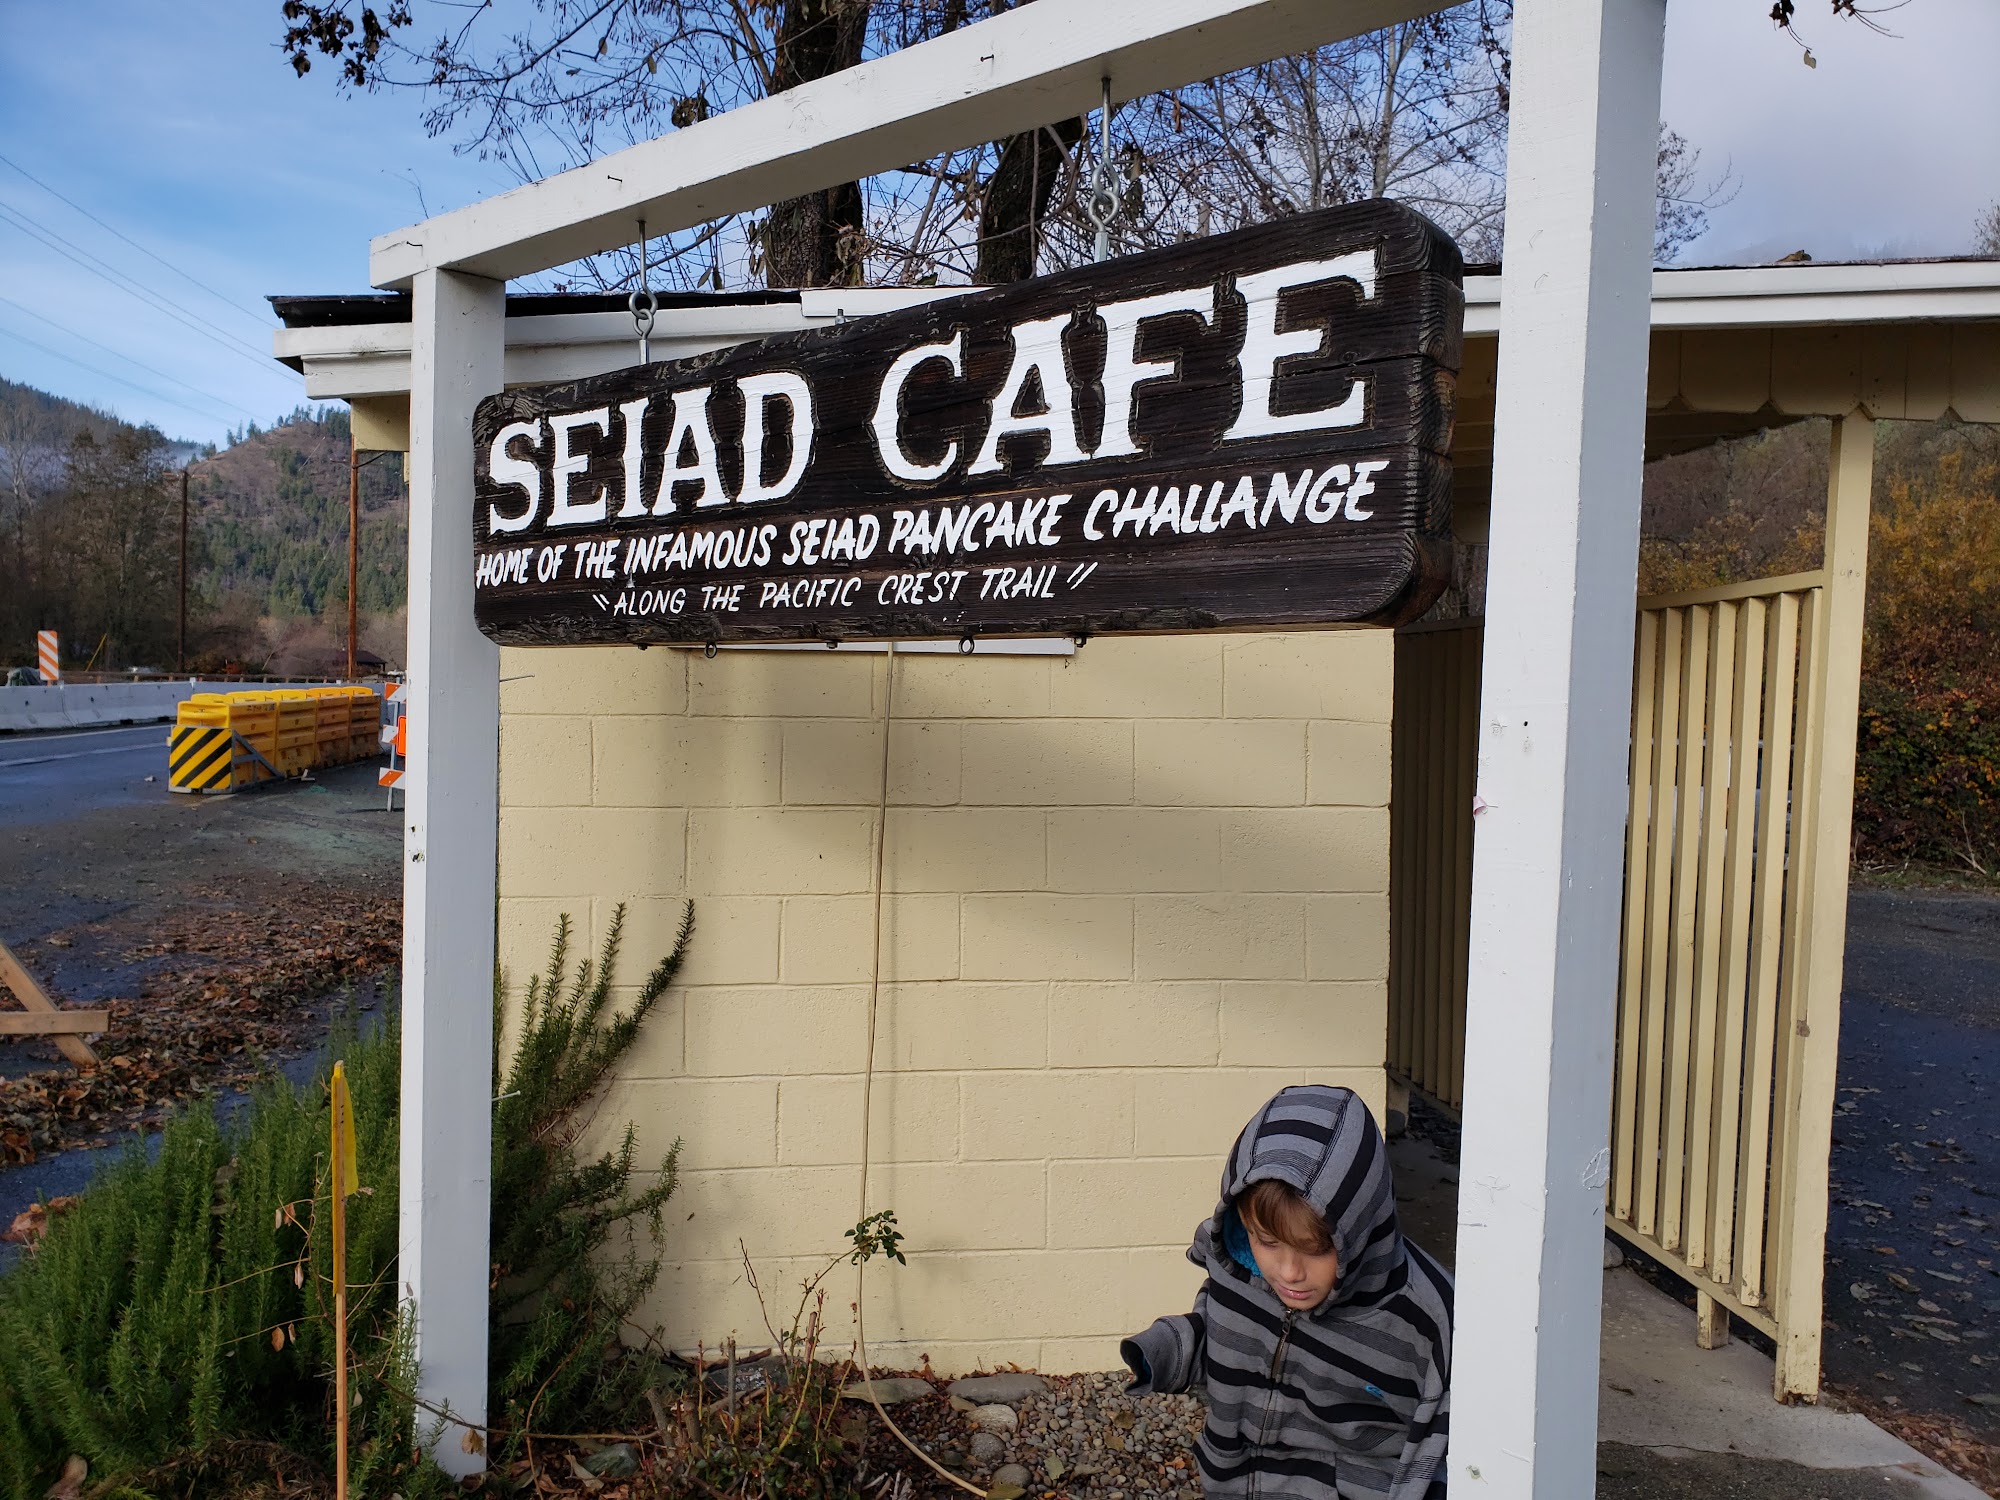 SEIAD CAFE
HOME OF THE INFAMOUS SEIAD PANCAKE CHALLANGE
"ALONG THE PACIFIC CREST TRAIL"